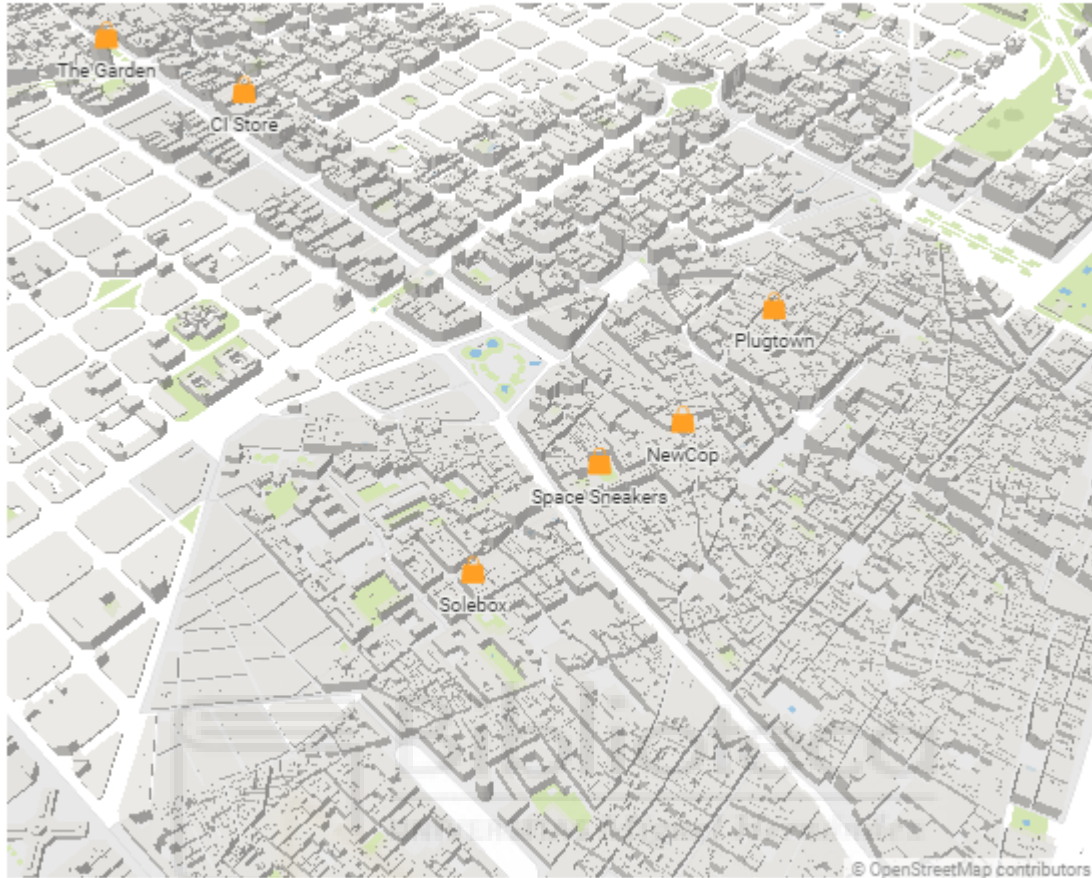 The Garden
CI Store
Plugtown
NewCop
Space Sneakers
Solebox
© OpenStreetMap contributors